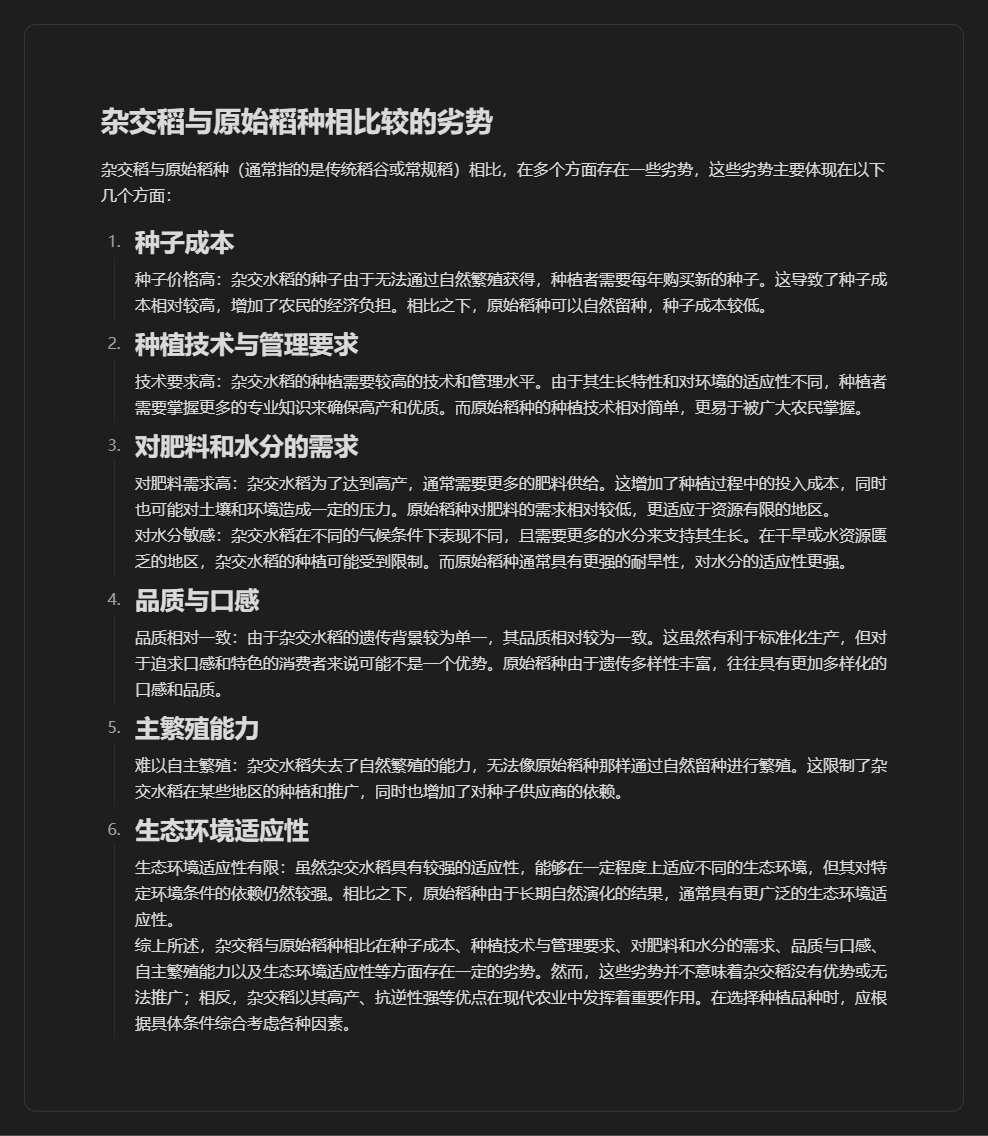 杂交稻与原始稻种相比较的劣势
杂交稻与原始稻种（通常指的是传统稻谷或常规稻）相比，在多个方面存在一些劣势，这些劣势主要体现在以下
几个方面：
1. 种子成本
种子价格高：杂交水稻的种子由于无法通过自然繁殖获得，种植者需要每年购买新的种子。这导致了种子成
本相对较高，增加了农民的经济负担。相比之下，原始稻种可以自然留种，种子成本较低。
2. 种植技术与管理要求
技术要求高：杂交水稻的种植需要较高的技术和管理水平。由于其生长特性和对环境的适应性不同，种植者
需要掌握更多的专业知识来确保高产和优质。而原始稻种的种植技术相对简单，更易于被广大农民掌握。
3. 对肥料和水分的需求
对肥料需求高：杂交水稻为了达到高产，通常需要更多的肥料供给。这增加了种植过程中的投入成本，同时
也可能对土壤和环境造成一定的压力。原始稻种对肥料的需求相对较低，更适应于资源有限的地区。
对水分敏感：杂交水稻在不同的气候条件下表现不同，且需要更多的水分来支持其生长。在干旱或水资源匮
乏的地区，杂交水稻的种植可能受到限制。而原始稻种通常具有更强的耐旱性，对水分的适应性更强。
4. 品质与口感
品质相对一致：由于杂交水稻的遗传背景较为单一，其品质相对较为一致。这虽然有利于标准化生产，但对
于追求口感和特色的消费者来说可能不是一个优势。原始稻种由于遗传多样性丰富，往往具有更加多样化的
口感和品质。
5. 主繁殖能力
难以自主繁殖：杂交水稻失去了自然繁殖的能力，无法像原始稻种那样通过自然留种进行繁殖。这限制了杂
交水稻在某些地区的种植和推广，同时也增加了对种子供应商的依赖。
6. 生态环境适应性
生态环境适应性有限：虽然杂交水稻具有较强的适应性，能够在一定程度上适应不同的生态环境，但其对特
定环境条件的依赖仍然较强。相比之下，原始稻种由于长期自然演化的结果，通常具有更广泛的生态环境适
应性。
综上所述，杂交稻与原始稻种相比在种子成本、种植技术与管理要求、对肥料和水分的需求、品质与口感、
自主繁殖能力以及生态环境适应性等方面存在一定的劣势。然而，这些劣势并不意味着杂交稻没有优势或无
法推广；相反，杂交稻以其高产、抗逆性强等优点在现代农业中发挥着重要作用。在选择种植品种时，应根
据具体条件综合考虑各种因素。